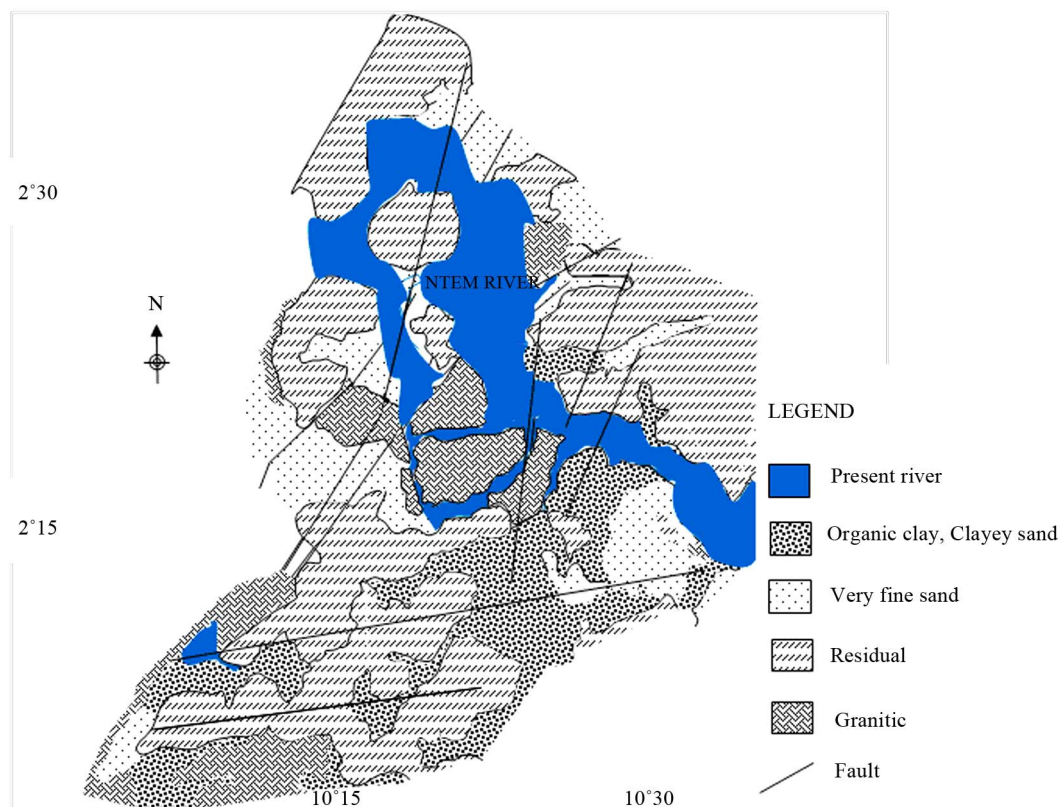 2˚30
NTEM RIVER
N
LEGEND
Present river
2˚15
Organic clay, Clayey sand
Very fine sand
Residual
Granitic
Fault
10˚15
10˚30